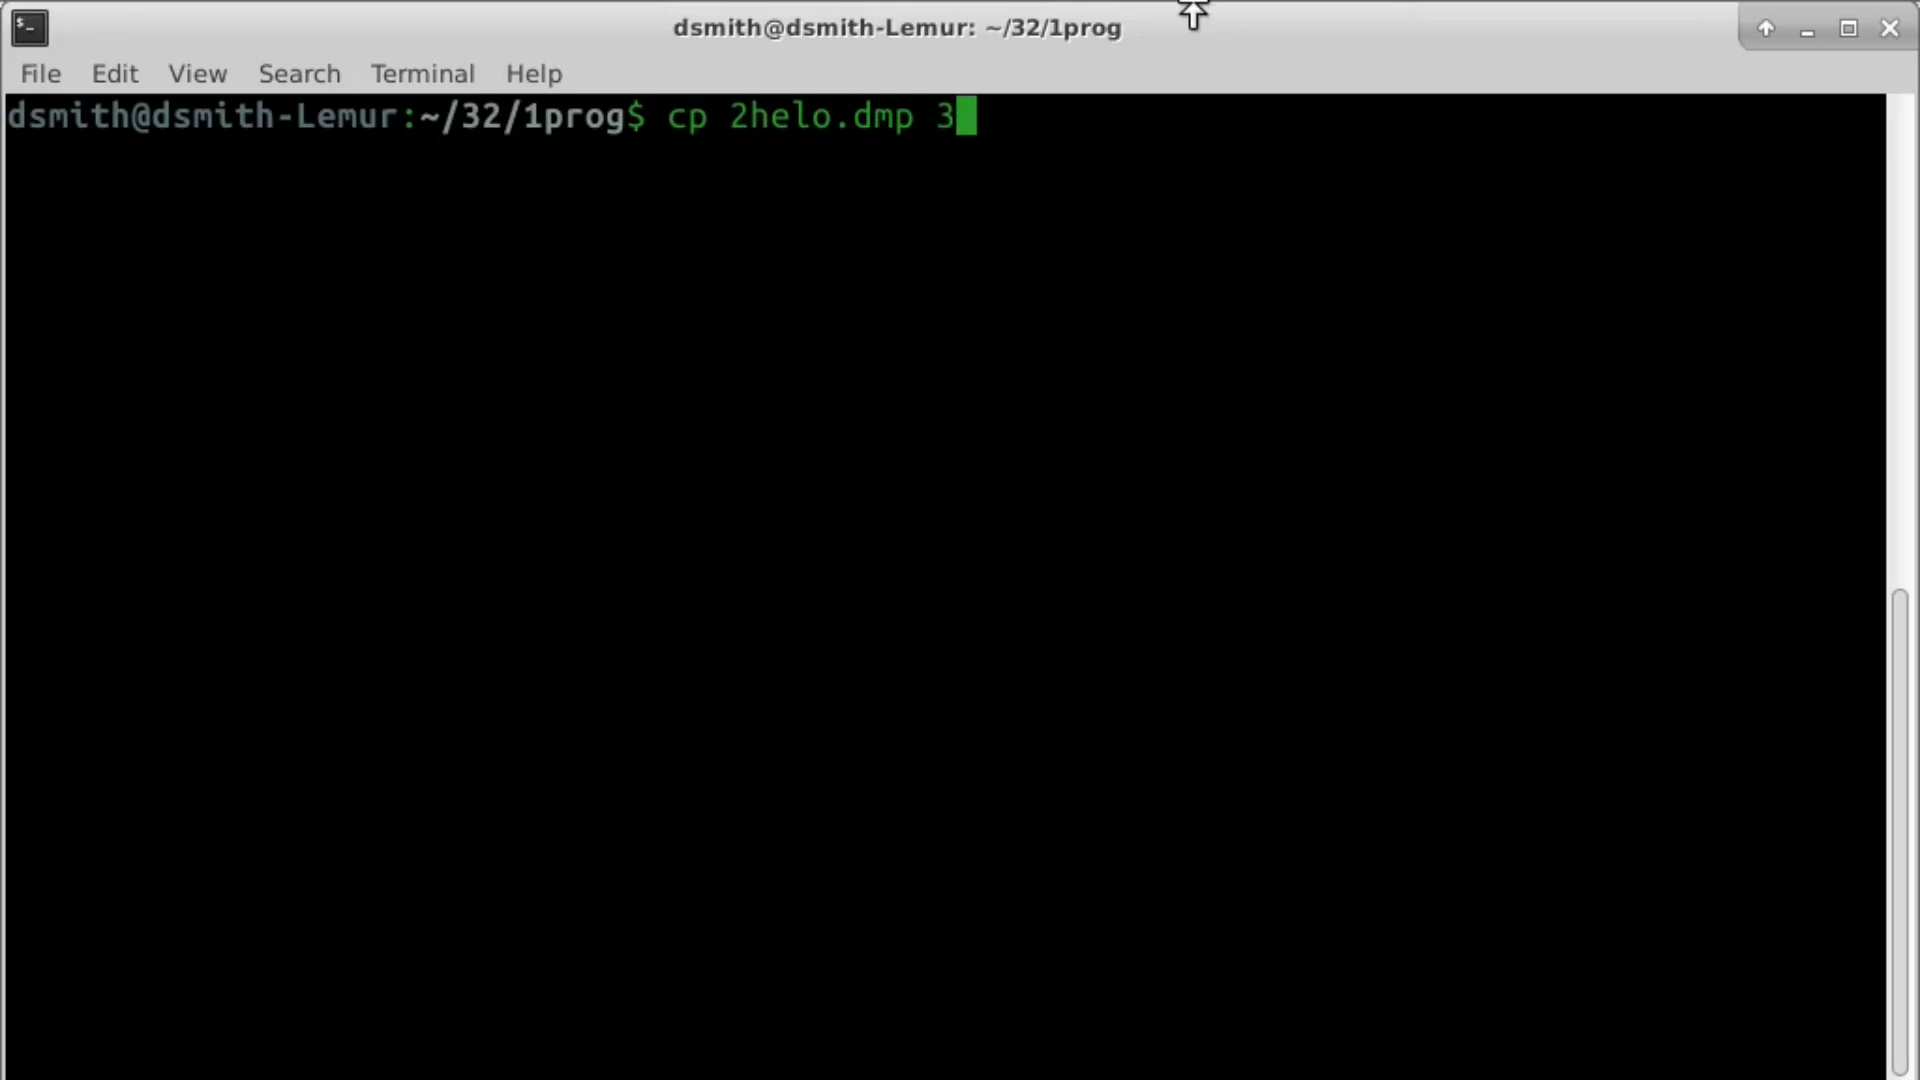 dsmith@dsmith-Lemur: ~/32/1prog
File Edit View Search Terminal Help
dsmith@dsmith-Lemur:~/32/1prog$ cp 2helo.dmp 3